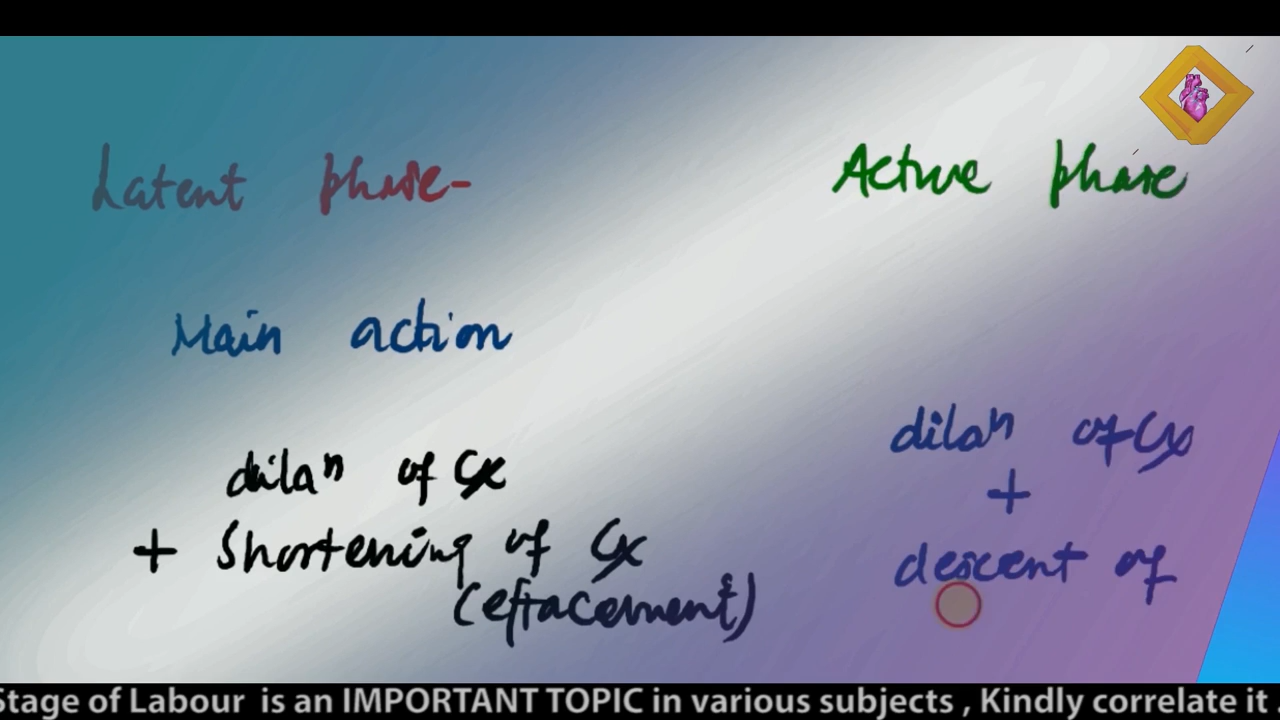 Latent phase-
Active phase
Main action
dilaⁿ of Cx
+ Shortening of Cx
(effacement)
dilaⁿ of Cx
+
descent of
Stage of Labour is an IMPORTANT TOPIC in various subjects , Kindly correlate it .